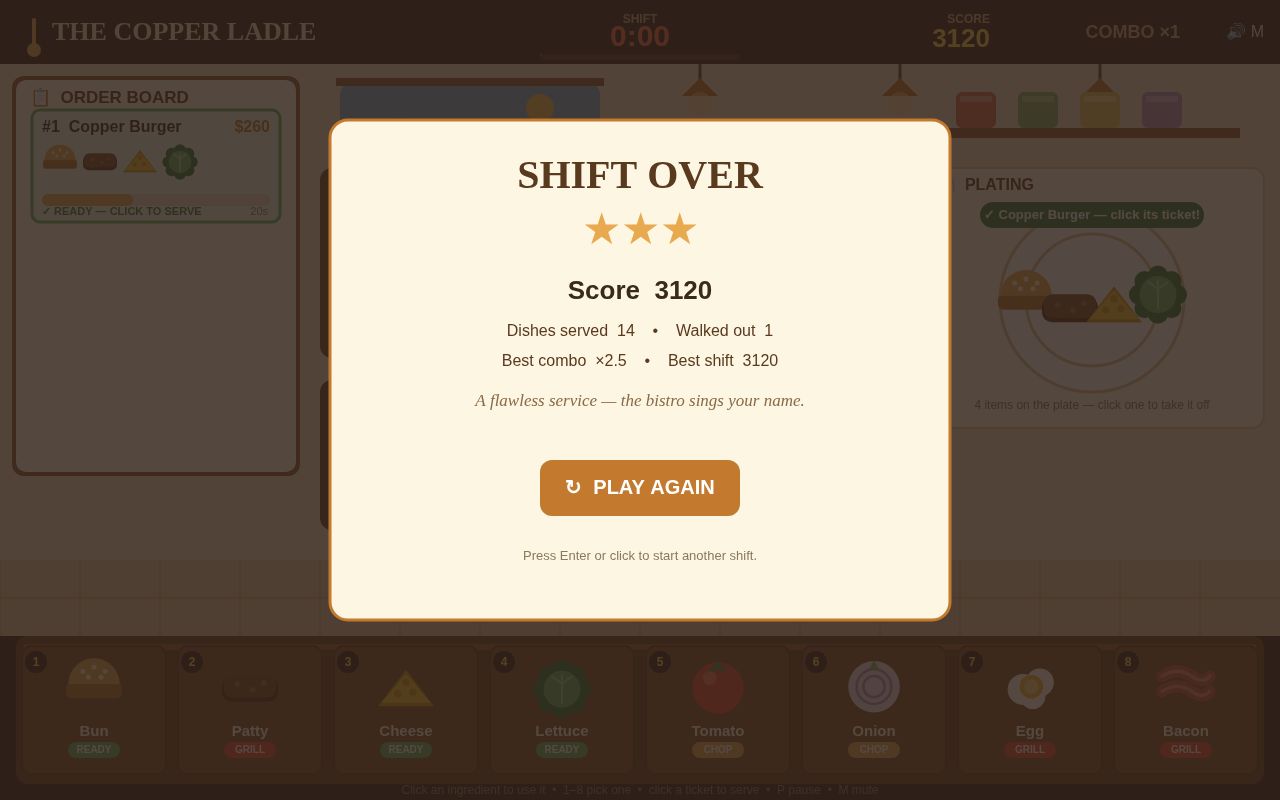 THE COPPER LADLE
SHIFT
0:00
SCORE
3120
COMBO ×1
M
ORDER BOARD
#1 Copper Burger $260
✓ READY — CLICK TO SERVE 20s
PLATING
✓ Copper Burger — click its ticket!
4 items on the plate — click one to take it off
SHIFT OVER
★★★
Score 3120
Dishes served 14 • Walked out 1
Best combo ×2.5 • Best shift 3120
A flawless service — the bistro sings your name.
↻ PLAY AGAIN
Press Enter or click to start another shift.
1
Bun
READY
2
Patty
GRILL
3
Cheese
READY
4
Lettuce
READY
5
Tomato
CHOP
6
Onion
CHOP
7
Egg
GRILL
8
Bacon
GRILL
Click an ingredient to use it • 1–8 pick one • click a ticket to serve • P pause • M mute